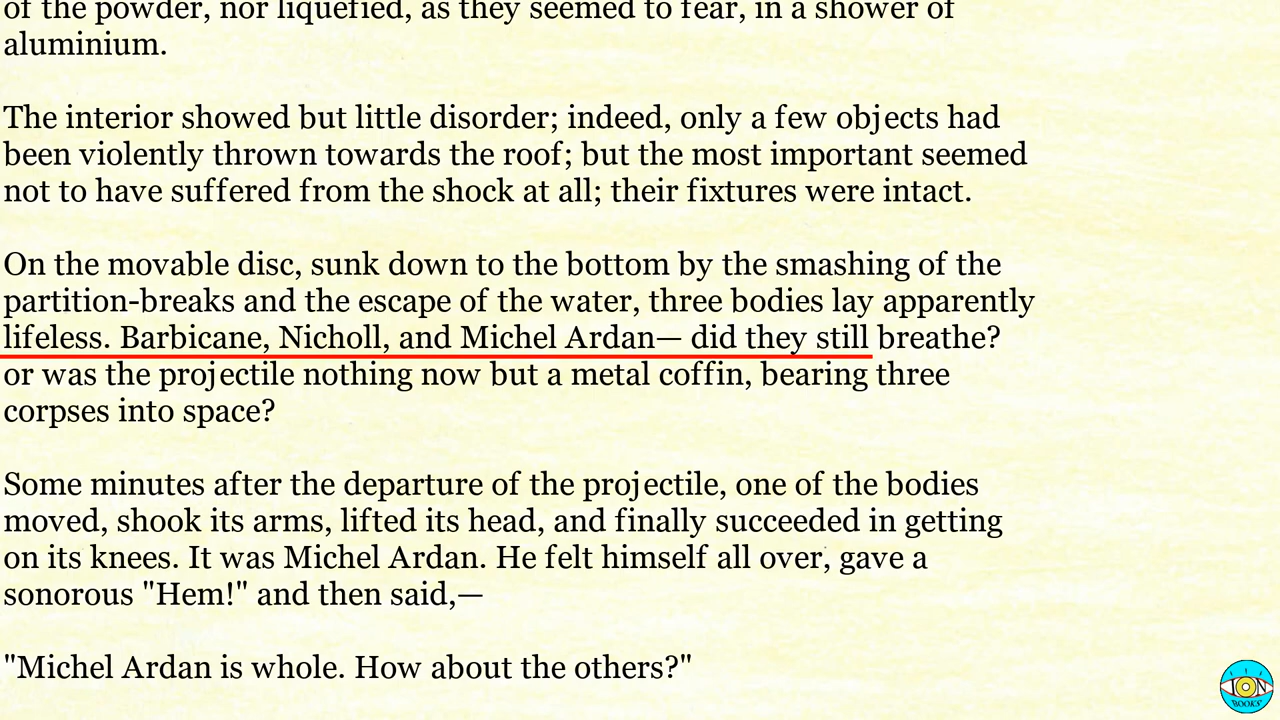 of the powder, nor liquefied, as they seemed to fear, in a shower of
aluminium.
The interior showed but little disorder; indeed, only a few objects had
been violently thrown towards the roof; but the most important seemed
not to have suffered from the shock at all; their fixtures were intact.
On the movable disc, sunk down to the bottom by the smashing of the
partition-breaks and the escape of the water, three bodies lay apparently
lifeless. Barbicane, Nicholl, and Michel Ardan— did they still breathe?
or was the projectile nothing now but a metal coffin, bearing three
corpses into space?
Some minutes after the departure of the projectile, one of the bodies
moved, shook its arms, lifted its head, and finally succeeded in getting
on its knees. It was Michel Ardan. He felt himself all over, gave a
sonorous "Hem!" and then said,—
"Michel Ardan is whole. How about the others?"
ION
BOOKS